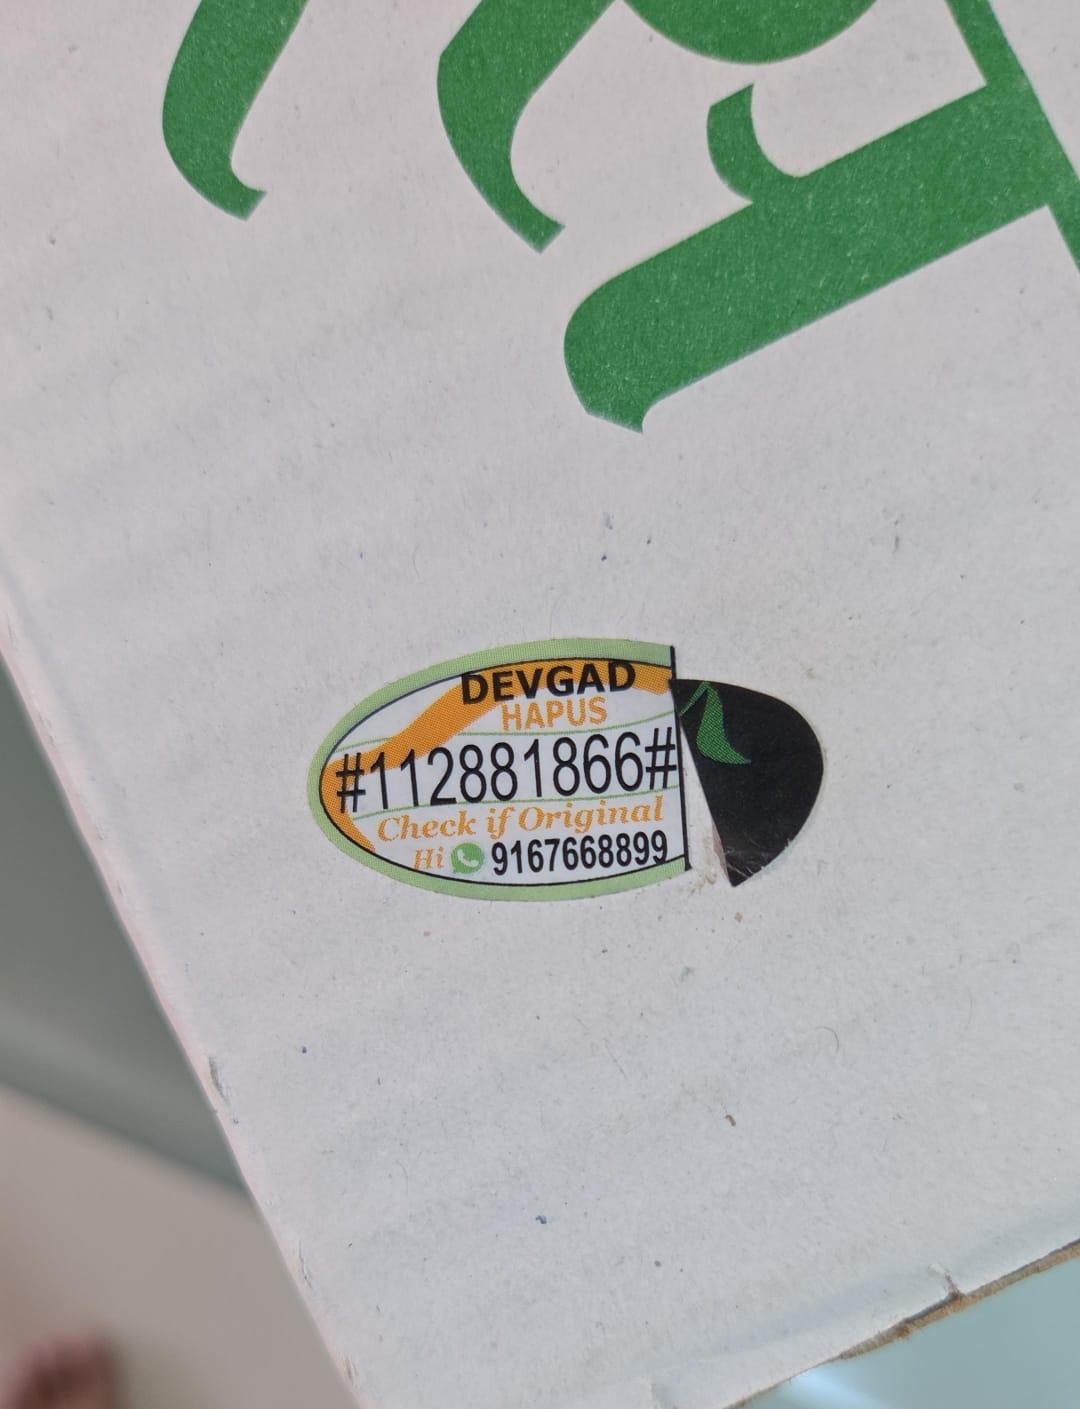 DEVGAD
HAPUS
#112881866#
Check if Original
Hi 9167668899